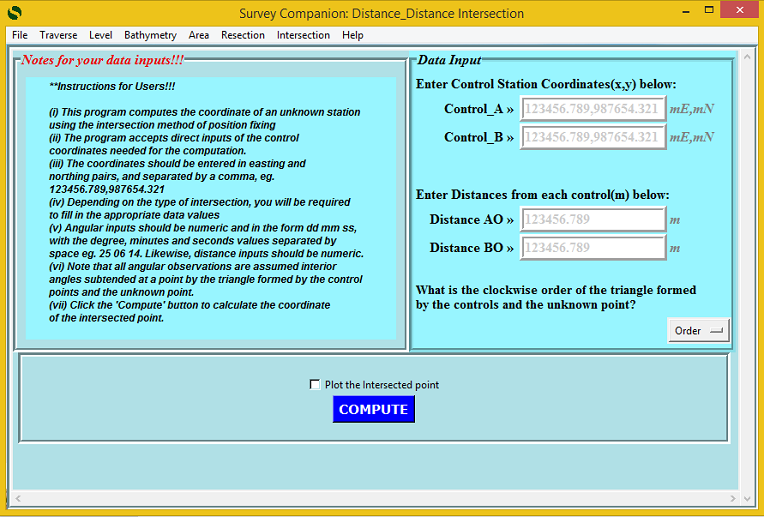 Survey Companion: Distance_Distance Intersection
File Traverse Level Bathymetry Area Resection Intersection Help
Notes for your data inputs!!!
**Instructions for Users!!!
(i) This program computes the coordinate of an unknown station
using the intersection method of position fixing
(ii) The program accepts direct inputs of the control
coordinates needed for the computation.
(iii) The coordinates should be entered in easting and
northing pairs, and separated by a comma, eg.
123456.789,987654.321
(iv) Depending on the type of intersection, you will be required
to fill in the appropriate data values
(v) Angular inputs should be numeric and in the form dd mm ss,
with the degree, minutes and seconds values separated by
space eg. 25 06 14. Likewise, distance inputs should be numeric.
(vi) Note that all angular observations are assumed interior
angles subtended at a point by the triangle formed by the control
points and the unknown point.
(vii) Click the 'Compute' button to calculate the coordinate
of the intersected point.
Data Input
Enter Control Station Coordinates(x,y) below:
Control_A » 123456.789,987654.321 mE,mN
Control_B » 123456.789,987654.321 mE,mN
Enter Distances from each control(m) below:
Distance AO » 123456.789 m
Distance BO » 123456.789 m
What is the clockwise order of the triangle formed
by the controls and the unknown point?
Order
Plot the Intersected point
COMPUTE